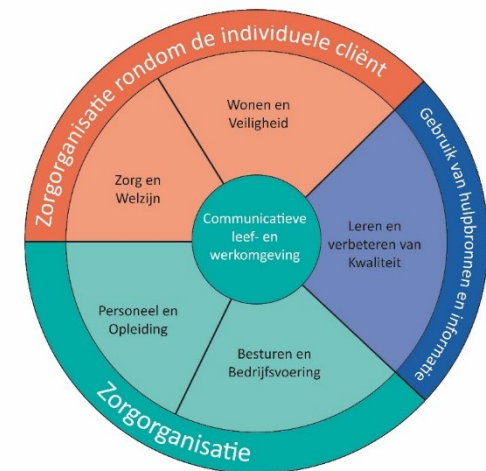 Zorgorganisatie rondom de individuele cliënt
Gebruik van hulpbronnen en informatie
Wonen en
Veiligheid
Zorg en
Welzijn
Communicatieve
leef- en
werkomgeving
Leren en
verbeteren van
Kwaliteit
Personeel en
Opleiding
Besturen en
Bedrijfsvoering
Zorgorganisatie